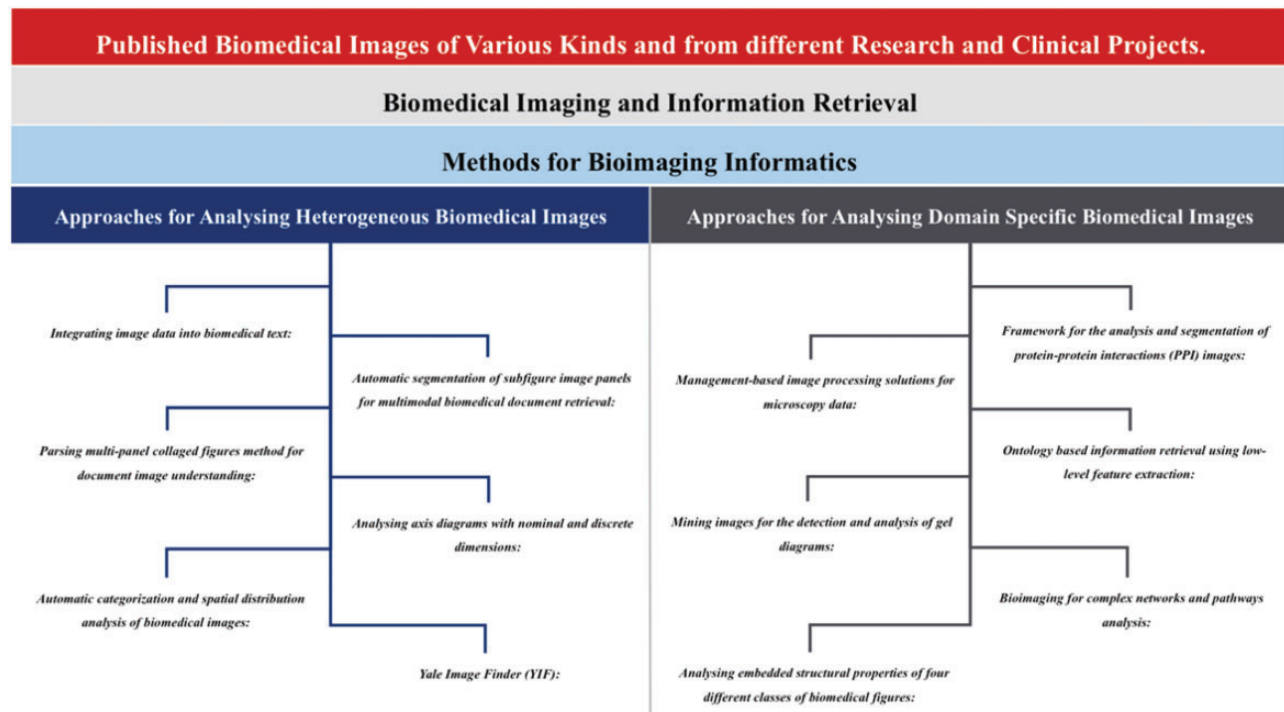 Published Biomedical Images of Various Kinds and from different Research and Clinical Projects.
Biomedical Imaging and Information Retrieval
Methods for Bioimaging Informatics
Approaches for Analysing Heterogeneous Biomedical Images
Integrating image data into biomedical text:
Automatic segmentation of subfigure image panels
for multimodal biomedical document retrieval:
Parsing multi-panel collaged figures method for
document image understanding:
Analysing axis diagrams with nominal and discrete
dimensions:
Automatic categorization and spatial distribution
analysis of biomedical images:
Yale Image Finder (YIF):
Approaches for Analysing Domain Specific Biomedical Images
Framework for the analysis and segmentation of
protein-protein interactions (PPI) images:
Management-based image processing solutions for
microscopy data:
Ontology based information retrieval using low-
level feature extraction:
Mining images for the detection and analysis of gel
diagrams:
Bioimaging for complex networks and pathways
analysis:
Analysing embedded structural properties of four
different classes of biomedical figures: